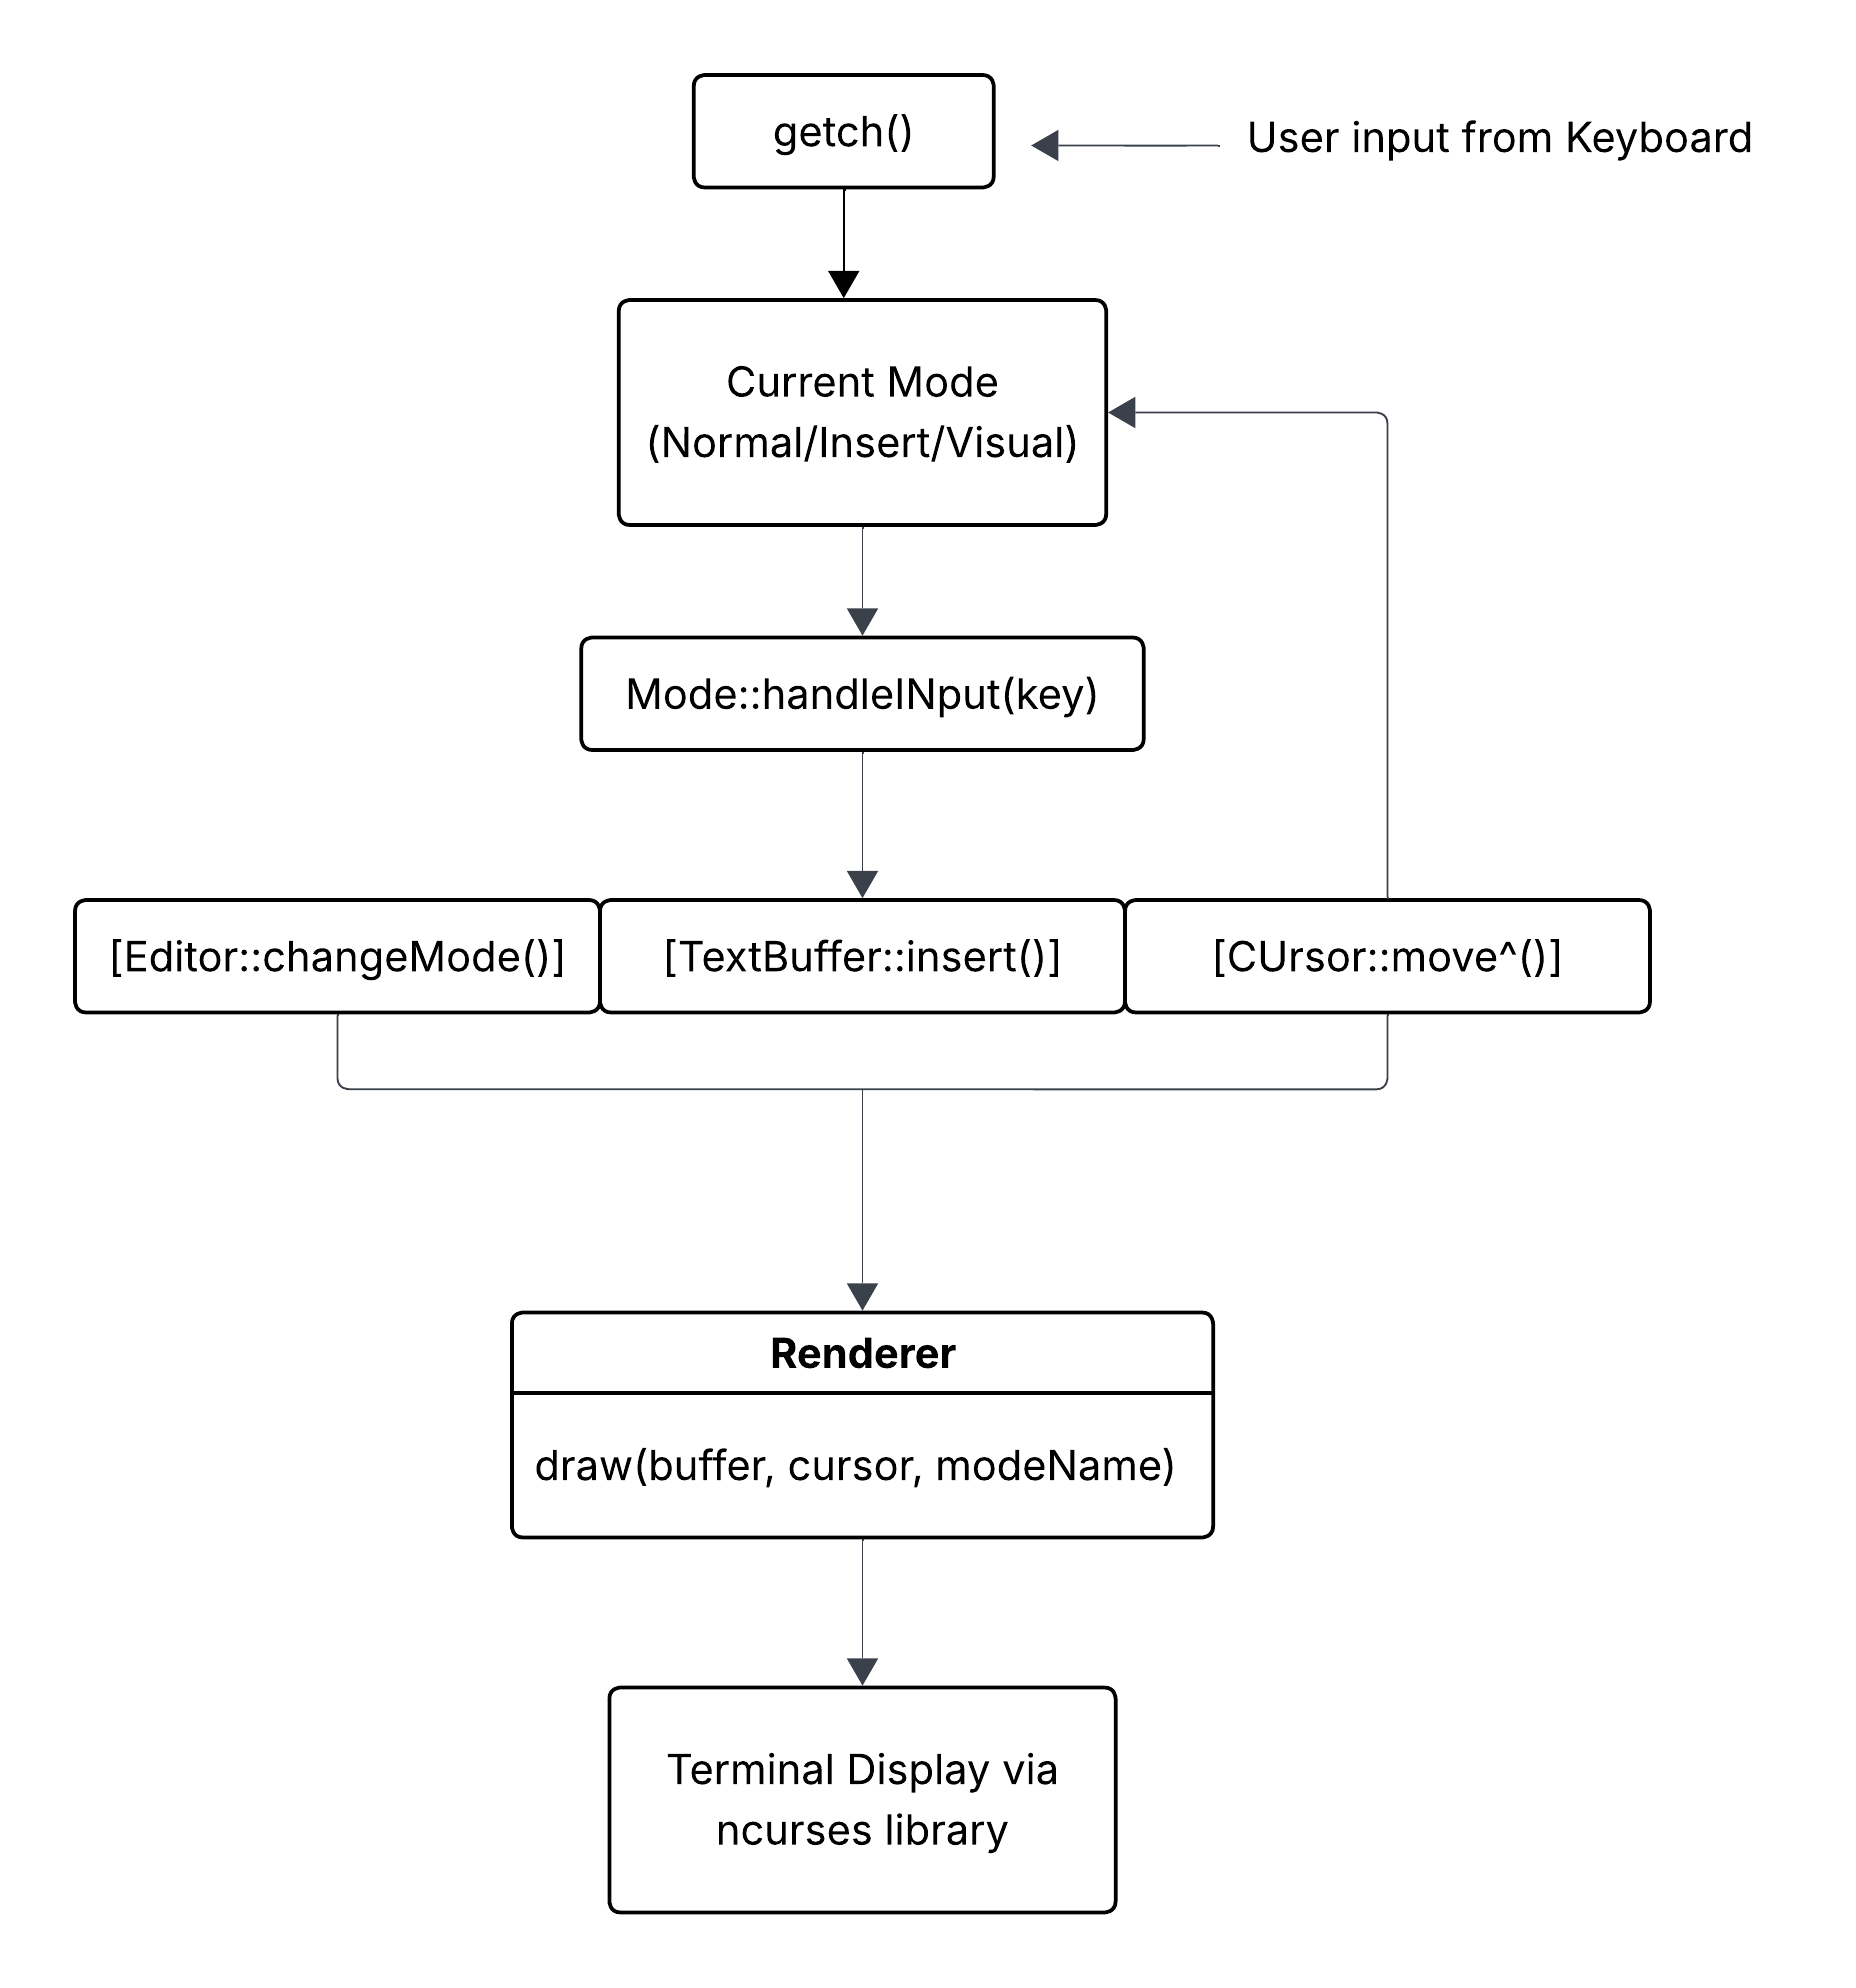 getch()
User input from Keyboard
Current Mode
(Normal/Insert/Visual)
Mode::handleINput(key)
[Editor::changeMode()]
[TextBuffer::insert()]
[CUrsor::move^()]
Renderer
draw(buffer, cursor, modeName)
Terminal Display via
ncurses library